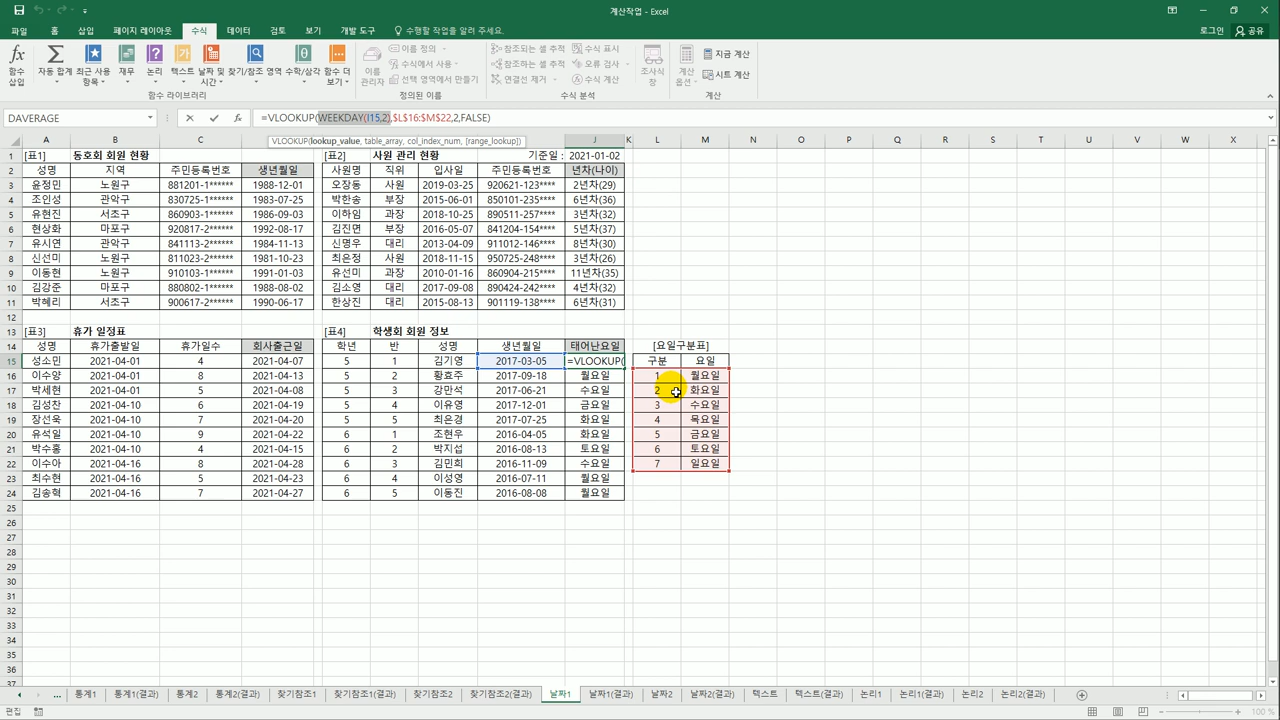 계산작업 - Excel
파일 홈 삽입 페이지 레이아웃 수식 데이터 검토 보기 개발 도구 수행할 작업을 알려 주세요. 로그인 공유
함수 삽입 자동 합계 최근 사용 항목 재무 논리 텍스트 날짜 및 시간 찾기/참조 영역 수학/삼각 함수 더 보기 이름 관리자 이름 정의 수식에서 사용 선택 영역에서 만들기 참조되는 셀 추적 참조하는 셀 추적 연결선 제거 수식 표시 오류 검사 수식 계산 조사식 창 계산 옵션 지금 계산 시트 계산
함수 라이브러리 정의된 이름 수식 분석 계산
DAVERAGE =VLOOKUP(WEEKDAY(I15,2),$L$16:$M$22,2,FALSE)
VLOOKUP(lookup_value, table_array, col_index_num, [range_lookup])
A B C D E F G H I J K L M N O P Q R S T U V W X
1 [표1] 동호회 회원 현황 [표2] 사원 관리 현황 기준일 : 2021-01-02
2 성명 지역 주민등록번호 생년월일 사원명 직위 입사일 주민등록번호 년차(나이)
3 윤정민 노원구 881201-1****** 1988-12-01 오장동 사원 2019-03-25 920621-123**** 2년차(29)
4 조인성 관악구 830725-1****** 1983-07-25 박한송 부장 2015-06-01 850101-235**** 6년차(36)
5 유현진 서초구 860903-1****** 1986-09-03 이하임 과장 2018-10-25 890511-257**** 3년차(32)
6 현상화 마포구 920817-2****** 1992-08-17 김진면 부장 2016-05-07 841204-154**** 5년차(37)
7 유시연 관악구 841113-2****** 1984-11-13 신명우 대리 2013-04-09 911012-146**** 8년차(30)
8 신선미 마포구 811023-2****** 1981-10-23 최은정 사원 2018-11-15 950725-248**** 3년차(26)
9 이동현 노원구 910103-1****** 1991-01-03 유선미 과장 2010-01-16 860904-215**** 11년차(35)
10 김강준 마포구 880802-1****** 1988-08-02 김소영 대리 2017-09-08 890424-242**** 4년차(32)
11 박혜리 서초구 900617-2****** 1990-06-17 한상진 대리 2015-08-13 901119-138**** 6년차(31)
12
13 [표3] 휴가 일정표 [표4] 학생회 회원 정보
14 성명 휴가출발일 휴가일수 회사출근일 학년 반 성명 생년월일 태어난요일 [요일구분표]
15 성소민 2021-04-01 4 2021-04-07 5 1 김기영 2017-03-05 =VLOOKUP( 구분 요일
16 이수양 2021-04-01 8 2021-04-13 5 2 황효주 2017-09-18 월요일 1 월요일
17 박세현 2021-04-01 5 2021-04-08 5 3 강만석 2017-06-21 수요일 2 화요일
18 김성찬 2021-04-10 6 2021-04-19 5 4 이유영 2017-12-01 금요일 3 수요일
19 장선욱 2021-04-10 7 2021-04-20 5 5 최은경 2017-07-25 화요일 4 목요일
20 유석일 2021-04-10 9 2021-04-22 6 1 조현우 2016-04-05 화요일 5 금요일
21 박수홍 2021-04-10 4 2021-04-15 6 2 박지섭 2016-08-13 토요일 6 토요일
22 이수아 2021-04-16 8 2021-04-28 6 3 김민희 2016-11-09 수요일 7 일요일
23 최수현 2021-04-16 5 2021-04-23 6 4 이성영 2016-07-11 월요일
24 김송혁 2021-04-16 7 2021-04-27 6 5 이동진 2016-08-08 월요일
25
26
27
28
29
30
31
32
33
34
35
36
37
... 통계1 통계1(결과) 통계2 통계2(결과) 찾기참조1 찾기참조1(결과) 찾기참조2 찾기참조2(결과) 날짜1 날짜1(결과) 날짜2 날짜2(결과) 텍스트 텍스트(결과) 논리1 논리1(결과) 논리2 논리2(결과)
편집 100 %